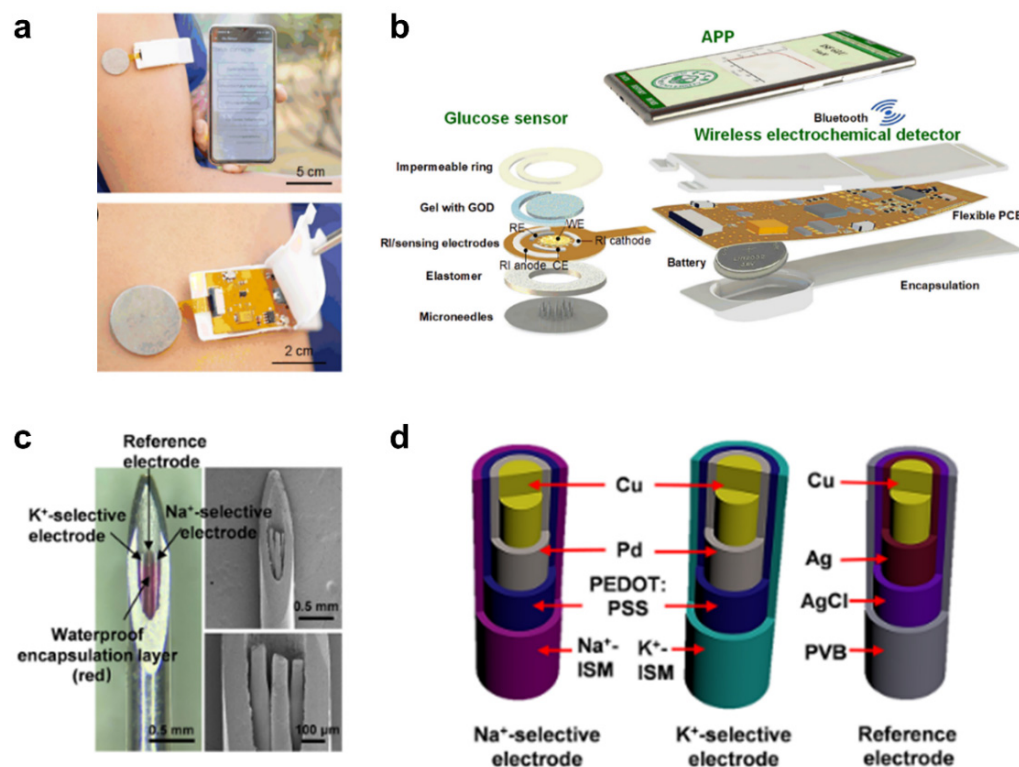 a
5 cm
2 cm
b
APP
Bluetooth
Glucose sensor
Wireless electrochemical detector
Impermeable ring
Gel with GOD
RE
WE
RI/sensing electrodes
RI cathode
RI anode
CE
Elastomer
Microneedles
Flexible PCB
Battery
Encapsulation
c
Reference
electrode
K⁺-selective
electrode
Na⁺-selective
electrode
Waterproof
encapsulation layer
(red)
0.5 mm
0.5 mm
100 μm
d
Cu
Pd
PEDOT:
PSS
Na⁺-
ISM
K⁺-
ISM
Cu
Ag
AgCl
PVB
Na⁺-selective
electrode
K⁺-selective
electrode
Reference
electrode